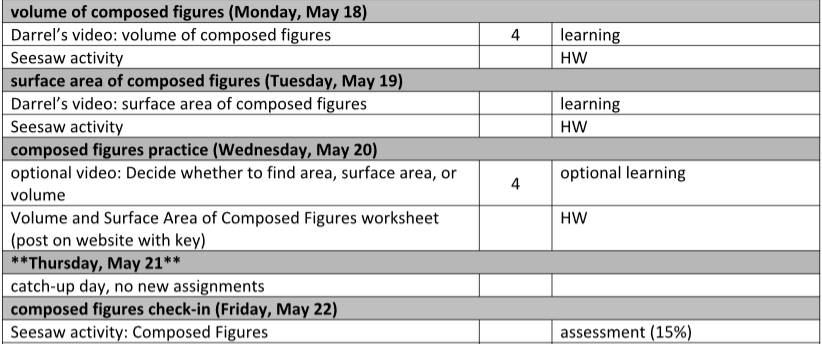 volume of composed figures (Monday, May 18)
Darrel's video: volume of composed figures 4 learning
Seesaw activity HW
surface area of composed figures (Tuesday, May 19)
Darrel's video: surface area of composed figures learning
Seesaw activity HW
composed figures practice (Wednesday, May 20)
optional video: Decide whether to find area, surface area, or
volume 4 optional learning
Volume and Surface Area of Composed Figures worksheet HW
(post on website with key)
**Thursday, May 21**
catch-up day, no new assignments
composed figures check-in (Friday, May 22)
Seesaw activity: Composed Figures assessment (15%)